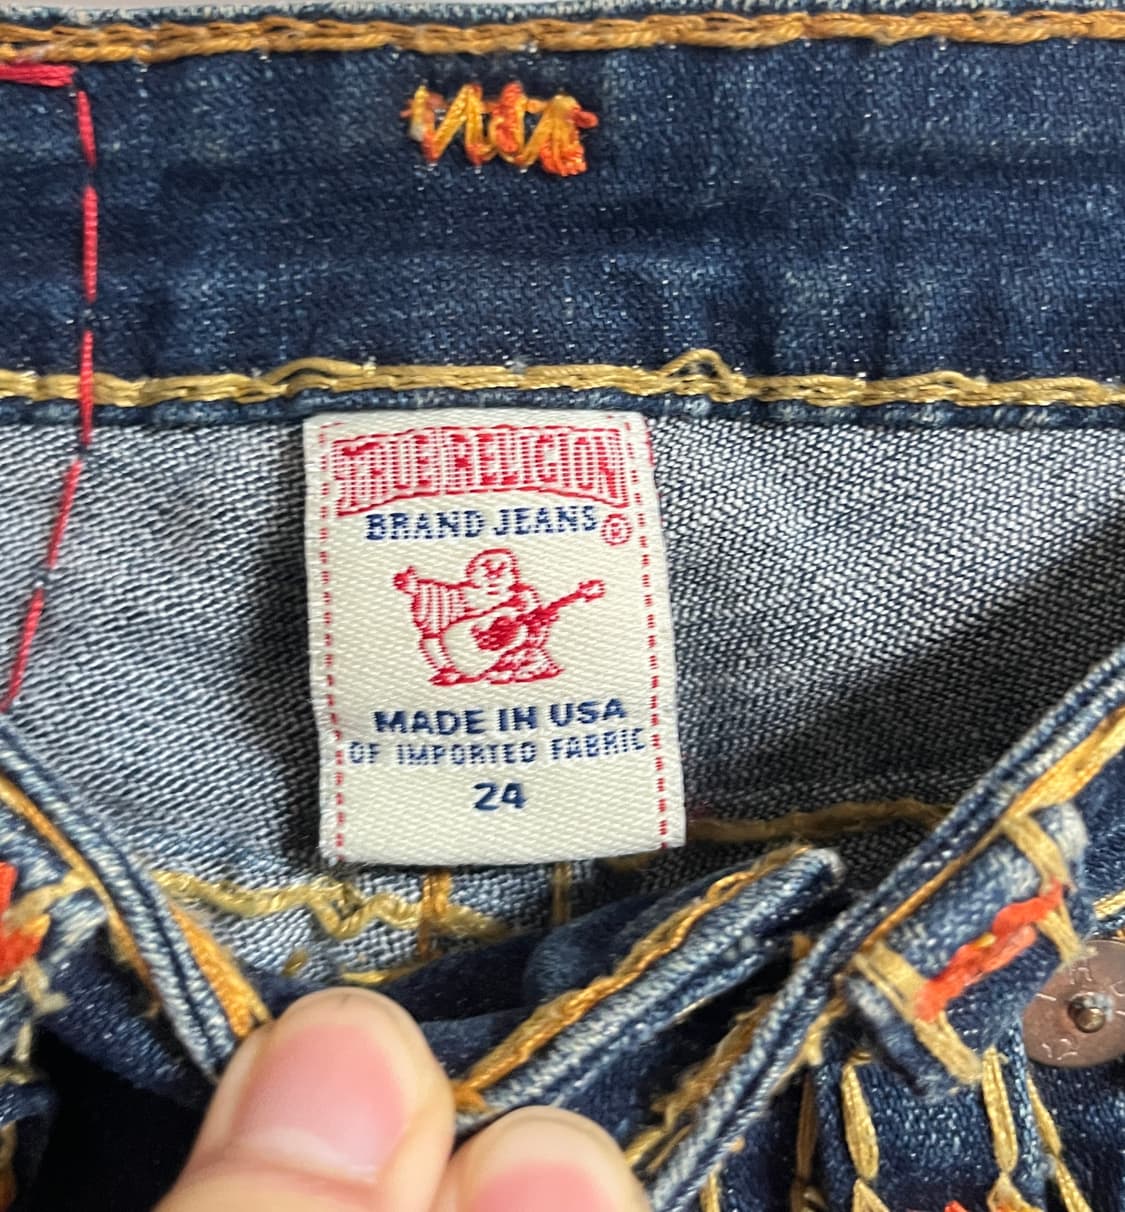 TRUE RELIGION
BRAND JEANS ®
MADE IN USA
OF IMPORTED FABRIC
24